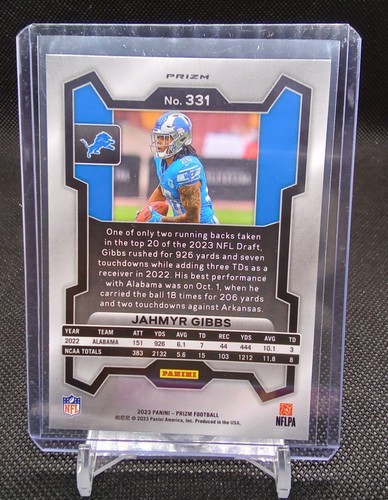 PRIZM
No. 331
One of only two running backs taken
in the top 20 of the 2023 NFL Draft,
Gibbs rushed for 926 yards and seven
touchdowns while adding three TDs as a
receiver in 2022. His best performance
with Alabama was on Oct. 1, when he
carried the ball 18 times for 206 yards
and two touchdowns against Arkansas.
JAHMYR GIBBS
YEAR TEAM ATT YDS AVG TD REC YDS AVG TD
2022 ALABAMA 151 926 6.1 7 44 444 10.1 3
NCAA TOTALS 383 2132 5.6 15 103 1212 11.8 8
PANINI
NFL
NFLPA
2023 PANINI – PRIZM FOOTBALL
© 2023 Panini America, Inc. Produced in the USA.